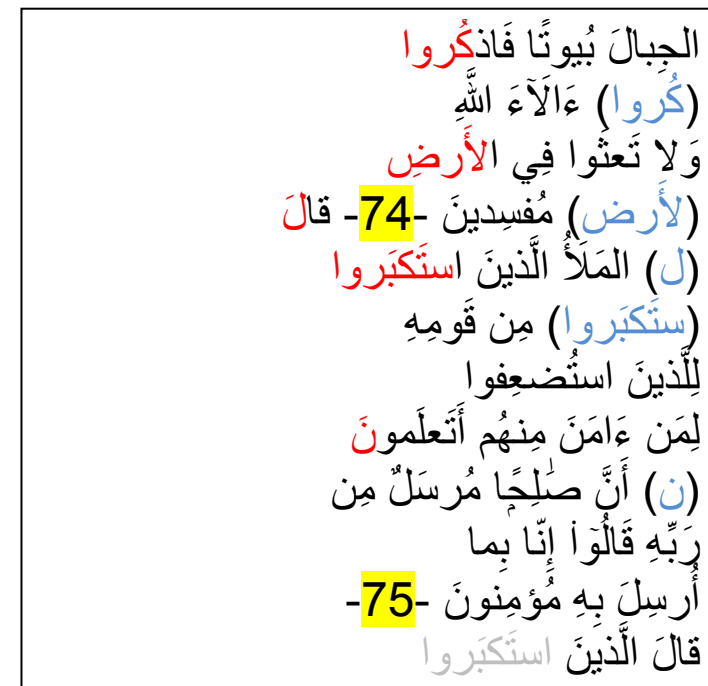 الجِبالَ بُيوتًا فَاذكُروا
(كُروا) ءَالَآءَ اللَّهِ
وَلا تَعثَوا فِي الأَرضِ
(لأَرض) مُفسِدينَ -74- قالَ
(ل) المَلَأُ الَّذينَ استَكبَروا
(ستَكبَروا) مِن قَومِهِ
لِلَّذينَ استُضعِفوا
لِمَن ءَامَنَ مِنهُم أَتَعلَمونَ
(ن) أَنَّ صٰلِحًا مُرسَلٌ مِن
رَبِّهِ قَالُوٓاْ إِنّا بِما
أُرسِلَ بِهِ مُؤمِنونَ -75-
قالَ الَّذينَ استَكبَروا